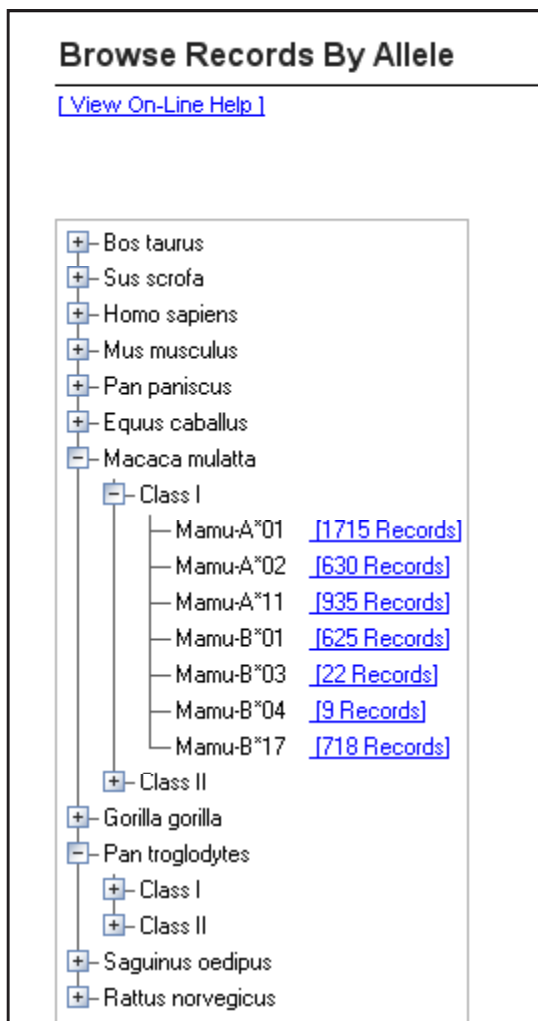 Browse Records By Allele
[ View On-Line Help ]
Bos taurus
Sus scrofa
Homo sapiens
Mus musculus
Pan paniscus
Equus caballus
Macaca mulatta
Class I
Mamu-A*01 [1715 Records]
Mamu-A*02 [630 Records]
Mamu-A*11 [935 Records]
Mamu-B*01 [625 Records]
Mamu-B*03 [22 Records]
Mamu-B*04 [9 Records]
Mamu-B*17 [718 Records]
Class II
Gorilla gorilla
Pan troglodytes
Class I
Class II
Saguinus oedipus
Rattus norvegicus